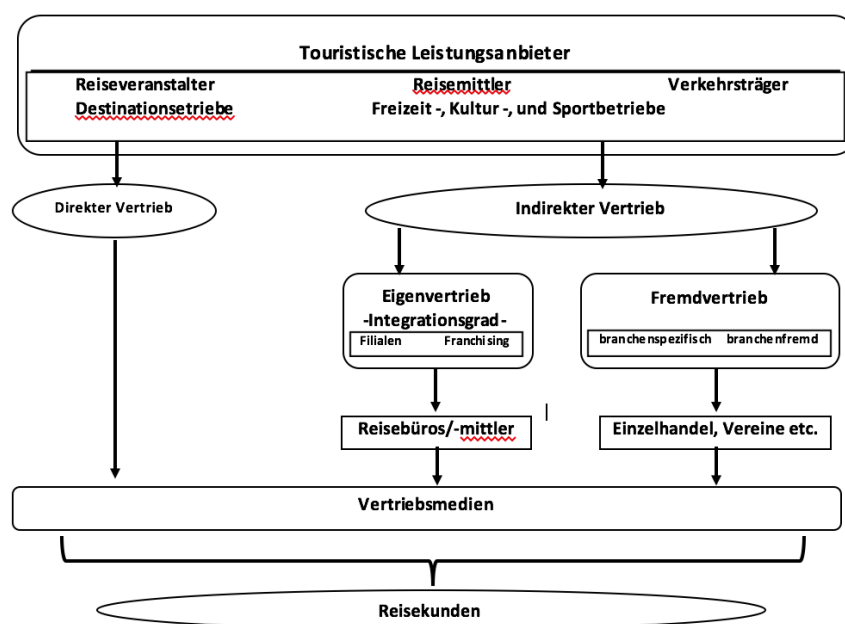 Touristische Leistungsanbieter
Reiseveranstalter Reisemittler Verkehrsträger
Destinationsetriebe Freizeit -, Kultur -, und Sportbetriebe
Direkter Vertrieb
Indirekter Vertrieb
Eigenvertrieb
-Integrationsgrad-
Filialen Franchising
Fremdvertrieb
branchenspezifisch branchenfremd
Reisebüros/-mittler
Einzelhandel, Vereine etc.
Vertriebsmedien
Reisekunden